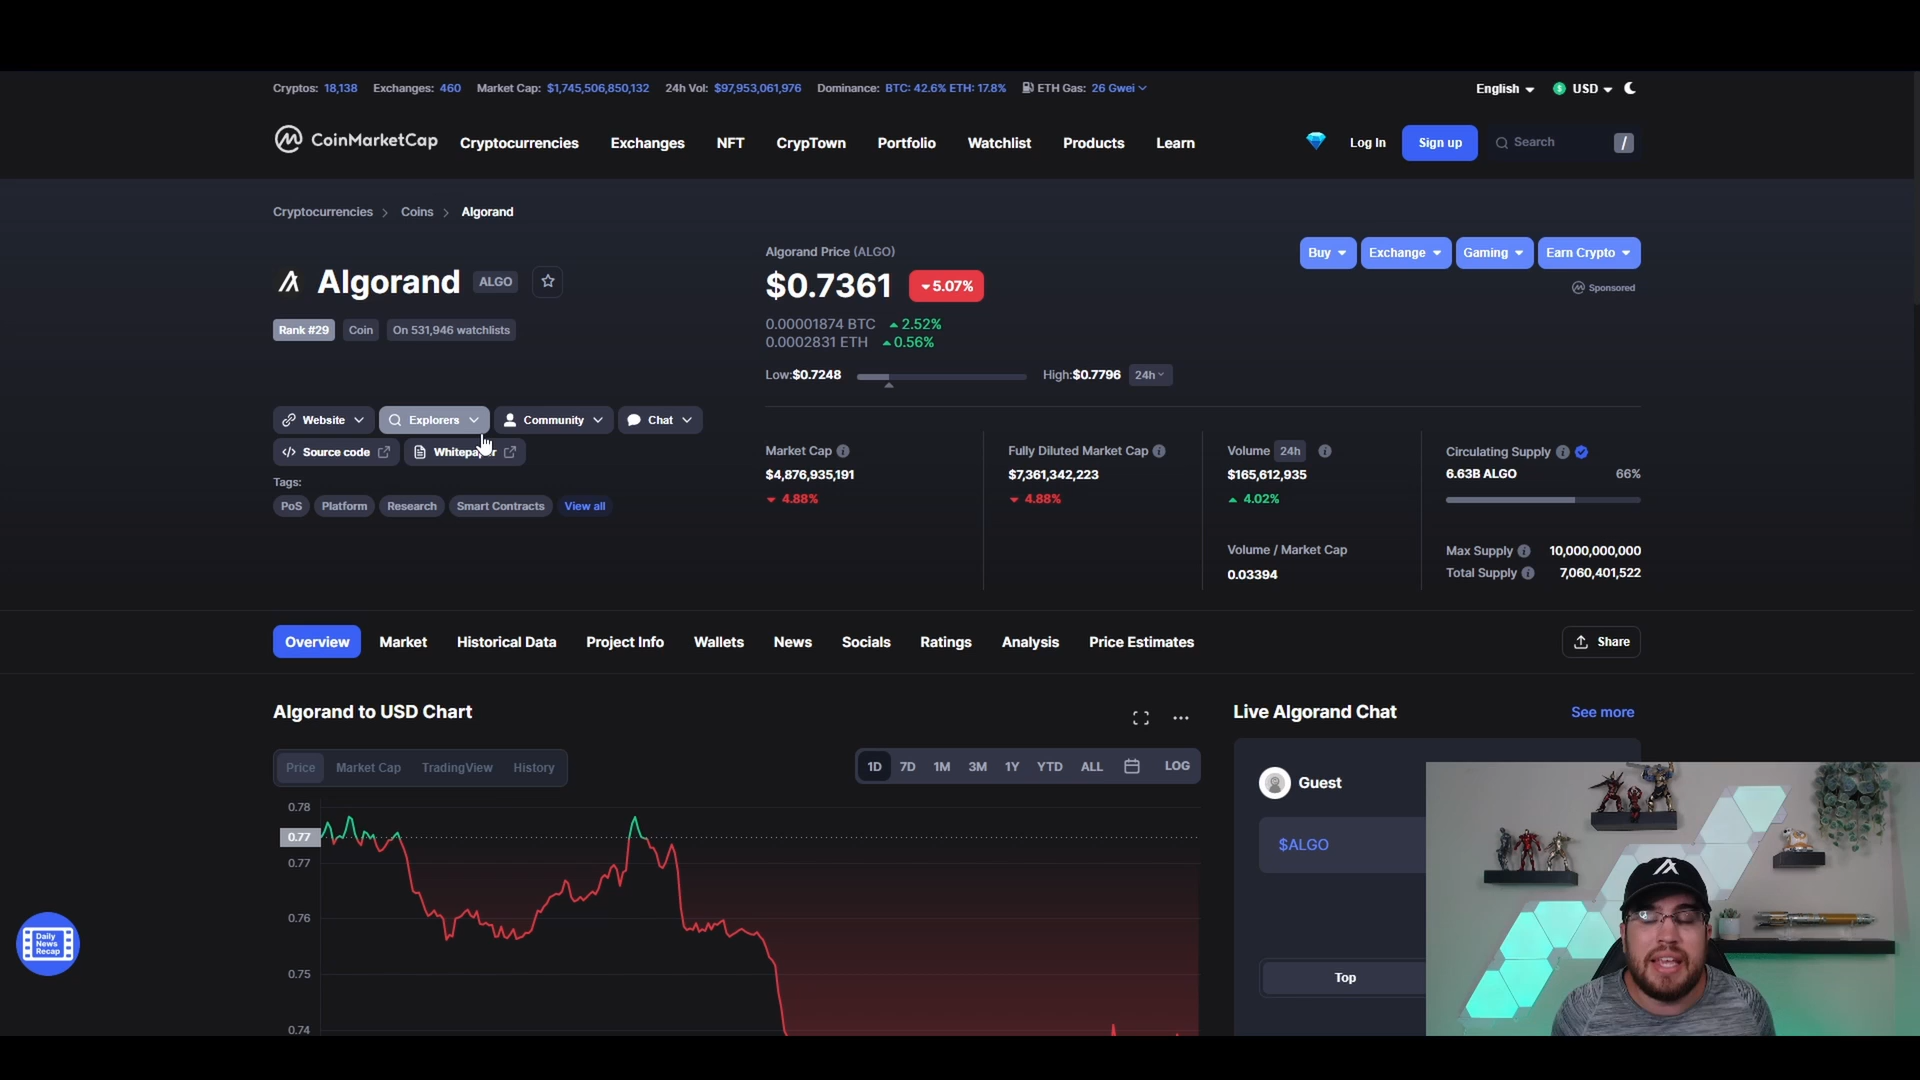 Cryptos: 18,138 Exchanges: 460 Market Cap: $1,745,506,850,132 24h Vol: $97,953,061,976 Dominance: BTC: 42.6% ETH: 17.8% ETH Gas: 26 Gwei English USD
CoinMarketCap Cryptocurrencies Exchanges NFT CrypTown Portfolio Watchlist Products Learn Log In Sign up Search /
Cryptocurrencies > Coins > Algorand
Algorand ALGO
Rank #29 Coin On 531,946 watchlists
Website Explorers Community Chat
Source code Whitepaper
Tags:
PoS Platform Research Smart Contracts View all
Algorand Price (ALGO)
$0.7361 5.07%
0.00001874 BTC 2.52%
0.0002831 ETH 0.56%
Low:$0.7248 High:$0.7796 24h
Buy Exchange Gaming Earn Crypto
Sponsored
Market Cap
$4,876,935,191
4.88%
Fully Diluted Market Cap
$7,361,342,223
4.88%
Volume 24h
$165,612,935
4.02%
Volume / Market Cap
0.03394
Circulating Supply
6.63B ALGO 66%
Max Supply 10,000,000,000
Total Supply 7,060,401,522
Overview Market Historical Data Project Info Wallets News Socials Ratings Analysis Price Estimates Share
Algorand to USD Chart
Price Market Cap TradingView History 1D 7D 1M 3M 1Y YTD ALL LOG
0.78
0.77
0.77
0.76
0.75
0.74
Live Algorand Chat See more
Guest
$ALGO
Top
Daily
News
Recap